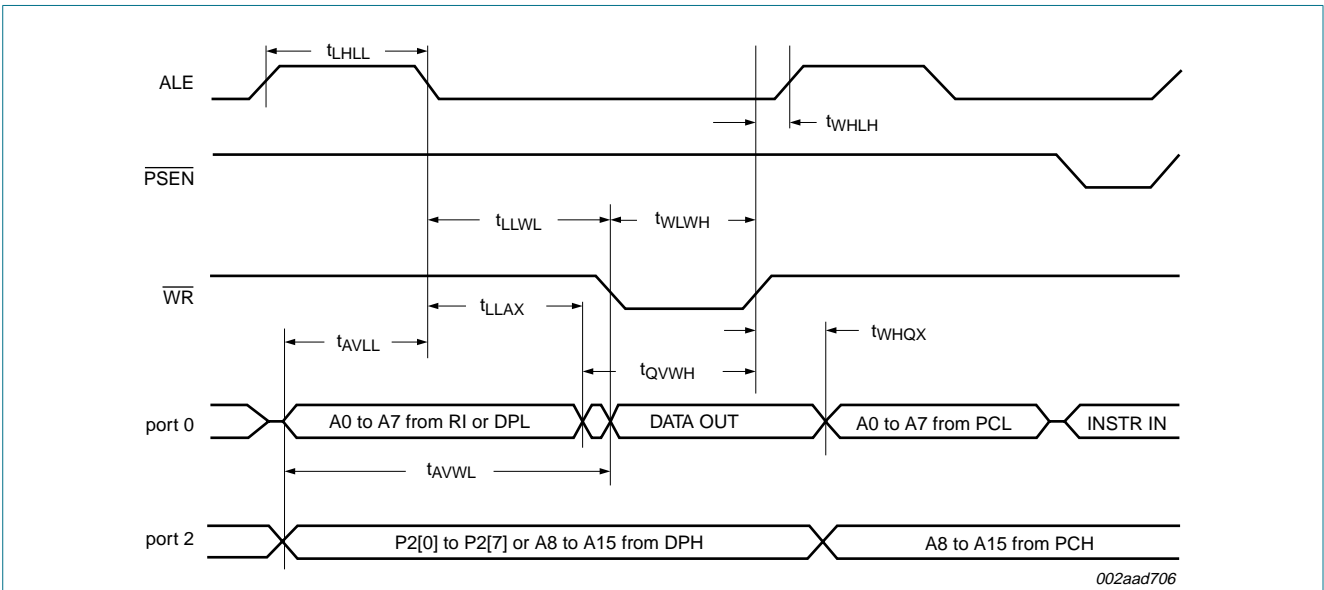 tLHLL
ALE
tWHLH
PSEN
tLLWL
tWLWH
WR
tLLAX
tWHQX
tAVLL
tQVWH
port 0
A0 to A7 from RI or DPL
DATA OUT
A0 to A7 from PCL
INSTR IN
tAVWL
port 2
P2[0] to P2[7] or A8 to A15 from DPH
A8 to A15 from PCH
002aad706